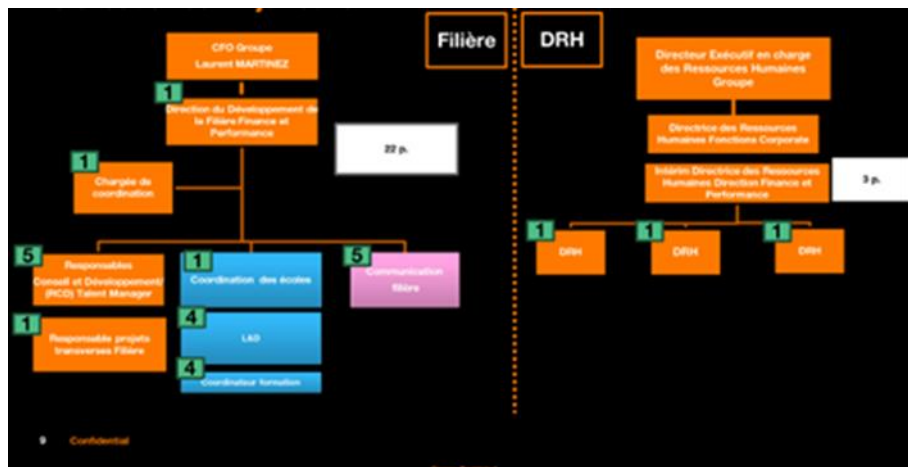 Filière
DRH
CFO Groupe
Laurent MARTINEZ
1
Direction du Développement de
la Filière Finance et
Performance
22 p.
1
Chargée de
coordination
5
Responsables
Conseil et Développement/
(RCD) Talent Manager
1
Responsable projets
transverses Filière
1
Coordination des écoles
4
L&D
4
Coordinateur formation
5
Communication
filière
Directeur Exécutif en charge
des Ressources Humaines
Groupe
Directrice des Ressources
Humaines Fonctions Corporate
Intérim Directrice des Ressources
Humaines Direction Finance et
Performance
3 p.
1
DRH
1
DRH
1
DRH
9 Confidential